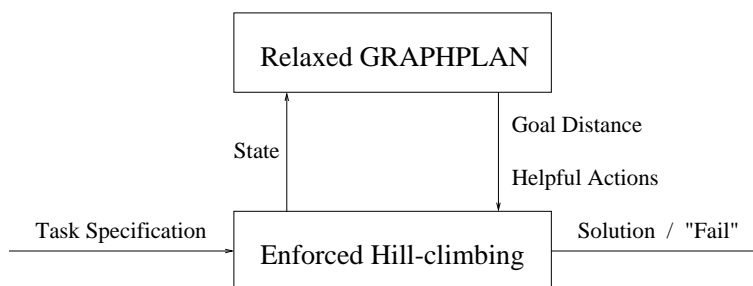 Relaxed GRAPHPLAN
Goal Distance
State
Helpful Actions
Task Specification
Solution / "Fail"
Enforced Hill-climbing